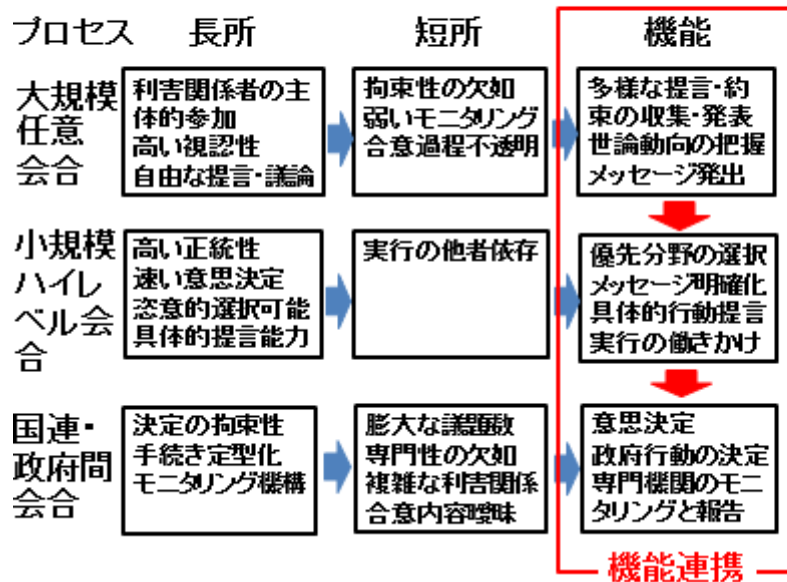 プロセス 長所 短所 機能
大規模
任意
会合
利害関係者の主
体的参加
高い視認性
自由な提言・議論
拘束性の欠如
弱いモニタリング
合意過程不透明
多様な提言・約
束の収集・発表
世論動向の把握
メッセージ発出
小規模
ハイレ
ベル会
合
高い正統性
速い意思決定
恣意的選択可能
具体的提言能力
実行の他者依存
優先分野の選択
メッセージ明確化
具体的行動提言
実行の働きかけ
国連・
政府間
会合
決定の拘束性
手続き定型化
モニタリング機構
膨大な議題数
専門性の欠如
複雑な利害関係
合意内容曖昧
意思決定
政府行動の決定
専門機関のモニ
タリングと報告
機能連携